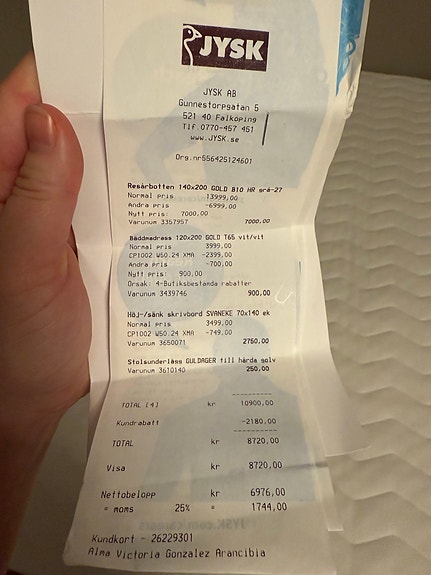 JYSK
JYSK AB
Gunnestorpgatan 5
521 40 Falköping
Tlf.0770-457 451
www.JYSK.se
Org.nr556425124601
Resårbotten 140x200 GOLD B10 HR grå-27
Normal pris 13999,00
Andra pris -6999,00
Nytt pris: 7000,00
Varunum 3357957 7000,00
Bäddmadrass 120x200 GOLD T65 vit/vit
Normal pris 3999,00
CP1002 W50.24 XMA -2399,00
Andra pris -700,00
Nytt pris: 900,00
Orsak: 4-Butiksbestämda rabatter
Varunum 3439746 900,00
Höj-/sänk skrivbord SVANEKE 70x140 ek
Normal pris 3499,00
CP1002 W50.24 XMA -749,00
Varunum 3650071 2750,00
Stolsunderlägg GULDAGER till hårda golv
Varunum 3610140 250,00
TOTAL [4] kr 10900,00
Kundrabatt -2180,00
TOTAL kr 8720,00
Visa kr 8720,00
Nettobelopp kr 6976,00
= moms 25% = 1744,00
Kundkort - 26229301
Alma Victoria Gonzalez Arancibia